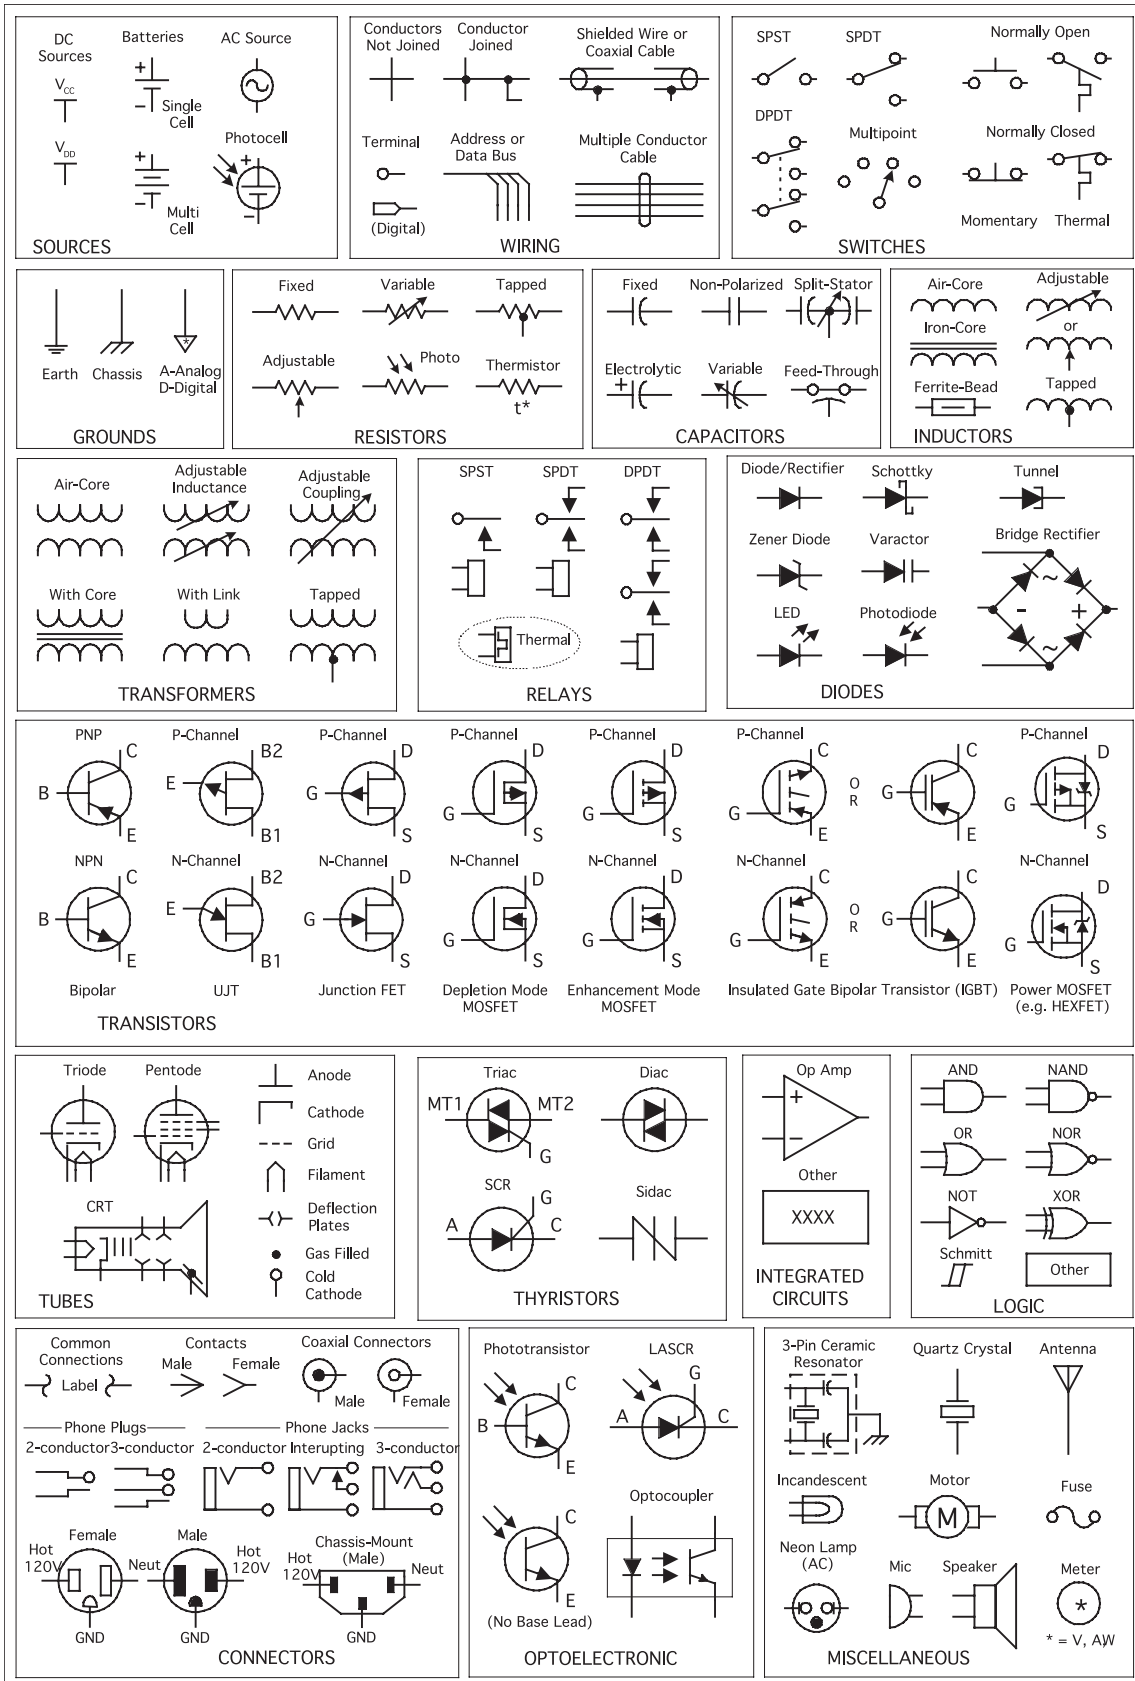 DC
Sources
Batteries
AC Source
VCC
+
−
Single
Cell
VDD
Photocell
+
−
+
−
Multi
Cell
SOURCES
Conductors
Not Joined
Conductor
Joined
Shielded Wire or
Coaxial Cable
Terminal
(Digital)
Address or
Data Bus
Multiple Conductor
Cable
WIRING
SPST
SPDT
Normally Open
DPDT
Multipoint
Normally Closed
Momentary
Thermal
SWITCHES
Earth
Chassis
*
A-Analog
D-Digital
GROUNDS
Fixed
Variable
Tapped
Adjustable
Photo
Thermistor
t*
RESISTORS
Fixed
Non-Polarized
Split-Stator
Electrolytic
+
Variable
Feed-Through
CAPACITORS
Air-Core
Adjustable
Iron-Core
or
Ferrite-Bead
Tapped
INDUCTORS
Air-Core
Adjustable
Inductance
Adjustable
Coupling
With Core
With Link
Tapped
TRANSFORMERS
SPST
SPDT
DPDT
Thermal
RELAYS
Diode/Rectifier
Schottky
Tunnel
Zener Diode
Varactor
Bridge Rectifier
~
-
+
~
LED
Photodiode
DIODES
PNP
C
B
E
P-Channel
B2
E
B1
P-Channel
D
G
S
P-Channel
D
G
S
P-Channel
D
G
S
P-Channel
C
G
E
O
R
C
G
E
P-Channel
D
G
S
NPN
C
B
E
N-Channel
B2
E
B1
N-Channel
D
G
S
N-Channel
D
G
S
N-Channel
D
G
S
N-Channel
C
G
E
O
R
C
G
E
N-Channel
D
G
S
Bipolar
UJT
Junction FET
Depletion Mode
MOSFET
Enhancement Mode
MOSFET
Insulated Gate Bipolar Transistor (IGBT)
Power MOSFET
(e.g. HEXFET)
TRANSISTORS
Triode
Pentode
Anode
Cathode
Grid
Filament
CRT
Deflection
Plates
Gas Filled
Cold
Cathode
TUBES
Triac
MT1
MT2
G
Diac
SCR
G
A
C
Sidac
THYRISTORS
Op Amp
+
−
Other
XXXX
INTEGRATED
CIRCUITS
AND
NAND
OR
NOR
NOT
XOR
Schmitt
Other
LOGIC
Common
Connections
Label
Contacts
Male
Female
Coaxial Connectors
Male
Female
Phone Plugs
2-conductor
3-conductor
Phone Jacks
2-conductor
Interupting
3-conductor
Female
Hot
120V
Neut
GND
Male
Hot
120V
GND
Chassis-Mount
(Male)
Hot
120V
Neut
GND
CONNECTORS
Phototransistor
C
B
E
LASCR
G
A
C
C
E
(No Base Lead)
Optocoupler
OPTOELECTRONIC
3-Pin Ceramic
Resonator
Quartz Crystal
Antenna
Incandescent
Motor
M
Fuse
Neon Lamp
(AC)
Mic
Speaker
Meter
*
* = V, A,W
MISCELLANEOUS